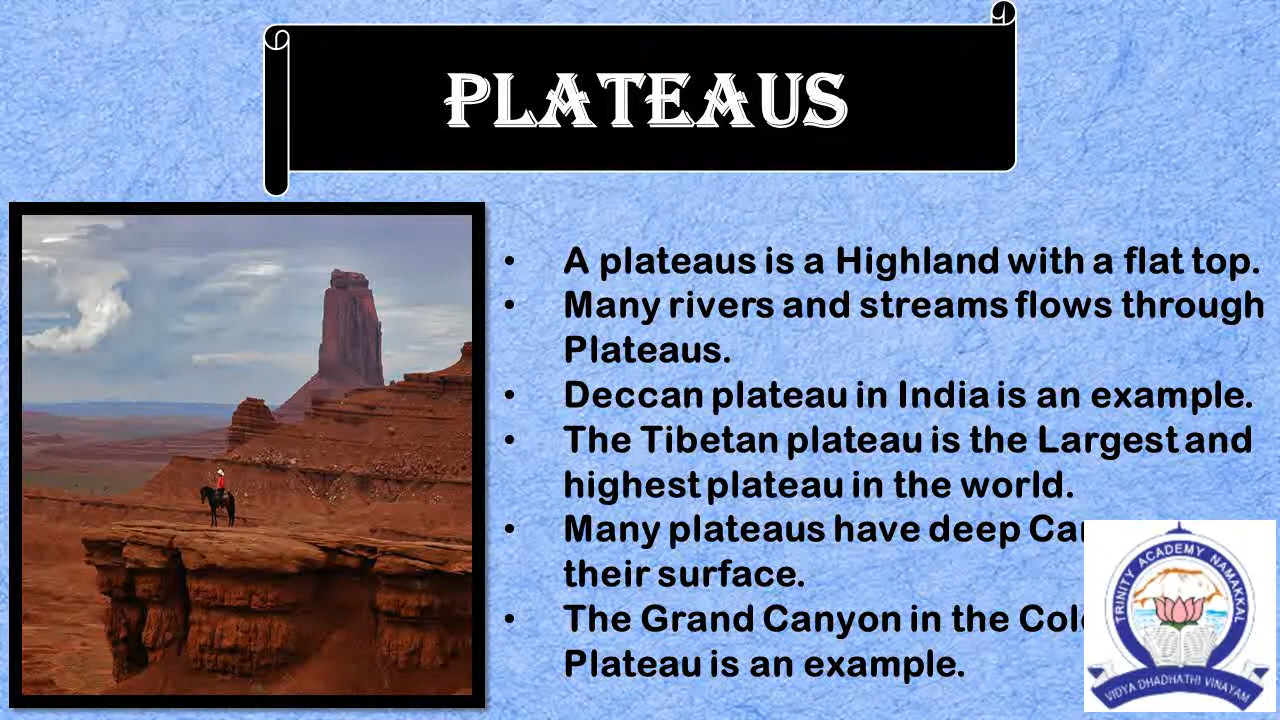 PLATEAUS
• A plateaus is a Highland with a flat top.
• Many rivers and streams flows through
Plateaus.
• Deccan plateau in India is an example.
• The Tibetan plateau is the Largest and
highest plateau in the world.
• Many plateaus have deep
their surface.
• The Grand Canyon in the
Plateau is an example.
TRINITY ACADEMY NAMAKKAL
VIDYA DHADHATHI VINAYAM